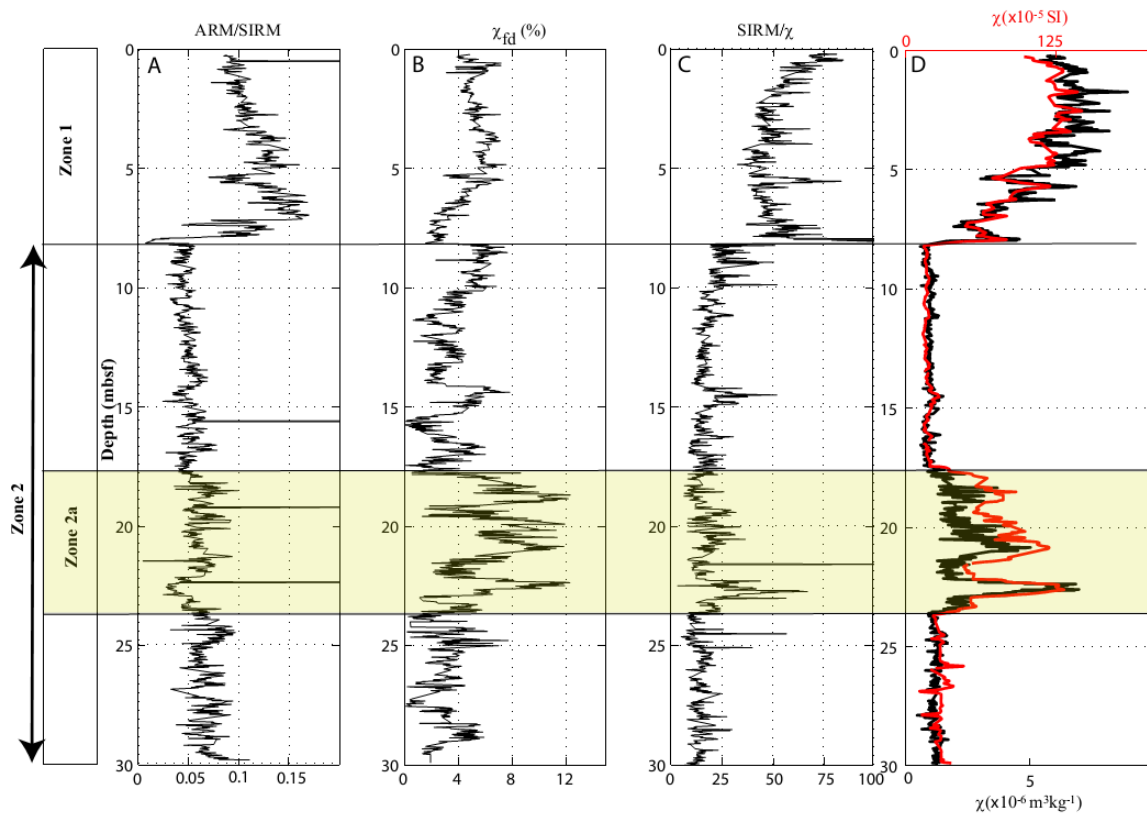 χ(x10⁻⁵ SI)
ARM/SIRM χfd (%) SIRM/χ 0 125
0 A 0 B 0 C 0 D
Zone 1
5 5 5 5
10 10 10 10
Depth (mbsf)
15 15 15 15
Zone 2
Zone 2a
20 20 20 20
25 25 25 25
30 30 30 30
0 0.05 0.1 0.15 0 4 8 12 0 25 50 75 100 0 5
χ(x10⁻⁶ m³kg⁻¹)